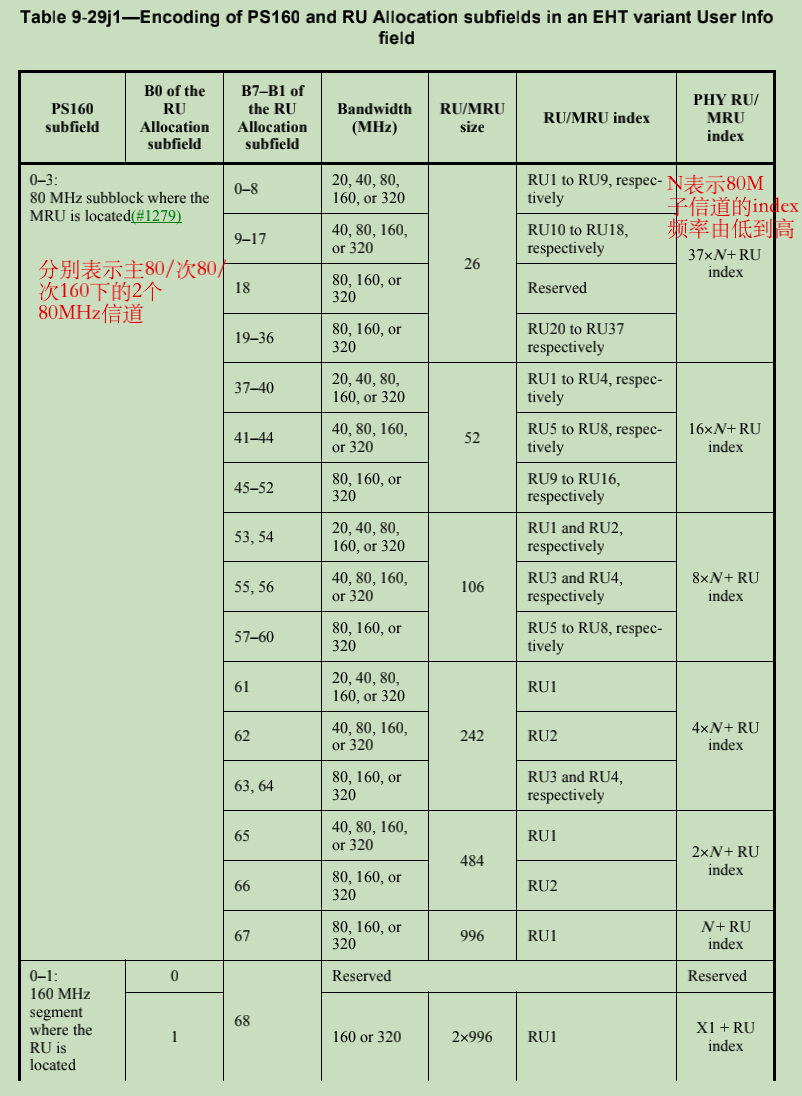 Table 9-29j1—Encoding of PS160 and RU Allocation subfields in an EHT variant User Info
field
PS160
subfield
B0 of the
RU
Allocation
subfield
B7–B1 of
the RU
Allocation
subfield
Bandwidth
(MHz)
RU/MRU
size
RU/MRU index
PHY RU/
MRU
index
0–3:
80 MHz subblock where the
MRU is located(#1279)
分别表示主80/次80/
次160下的2个
80MHz信道
0–8
20, 40, 80,
160, or 320
26
RU1 to RU9, respec-
tively
N表示80M
子信道的index
频率由低到高
37×N+ RU
index
9–17
40, 80, 160,
or 320
RU10 to RU18,
respectively
18
80, 160, or
320
Reserved
19–36
80, 160, or
320
RU20 to RU37
respectively
37–40
20, 40, 80,
160, or 320
52
RU1 to RU4, respec-
tively
16×N+ RU
index
41–44
40, 80, 160,
or 320
RU5 to RU8, respec-
tively
45–52
80, 160, or
320
RU9 to RU16,
respectively
53, 54
20, 40, 80,
160, or 320
106
RU1 and RU2,
respectively
8×N+ RU
index
55, 56
40, 80, 160,
or 320
RU3 and RU4,
respectively
57–60
80, 160, or
320
RU5 to RU8, respec-
tively
61
20, 40, 80,
160, or 320
242
RU1
4×N+ RU
index
62
40, 80, 160,
or 320
RU2
63, 64
80, 160, or
320
RU3 and RU4,
respectively
65
40, 80, 160,
or 320
484
RU1
2×N+ RU
index
66
80, 160, or
320
RU2
67
80, 160, or
320
996
RU1
N+ RU
index
0–1:
160 MHz
segment
where the
RU is
located
0
68
Reserved
Reserved
1
160 or 320
2×996
RU1
X1 + RU
index